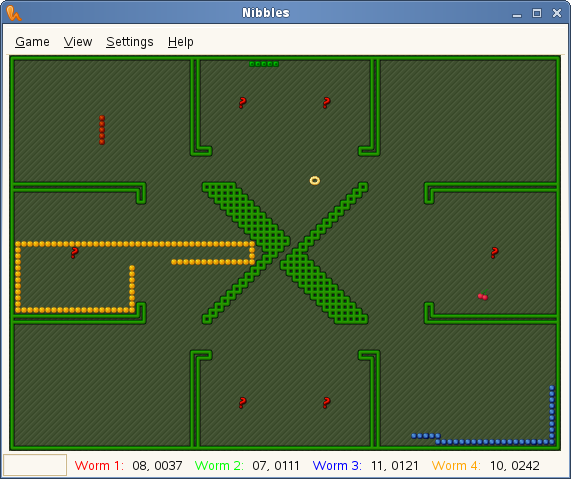 Nibbles
Game View Settings Help
? ?
? ?
? ?
Worm 1: 08, 0037 Worm 2: 07, 0111 Worm 3: 11, 0121 Worm 4: 10, 0242